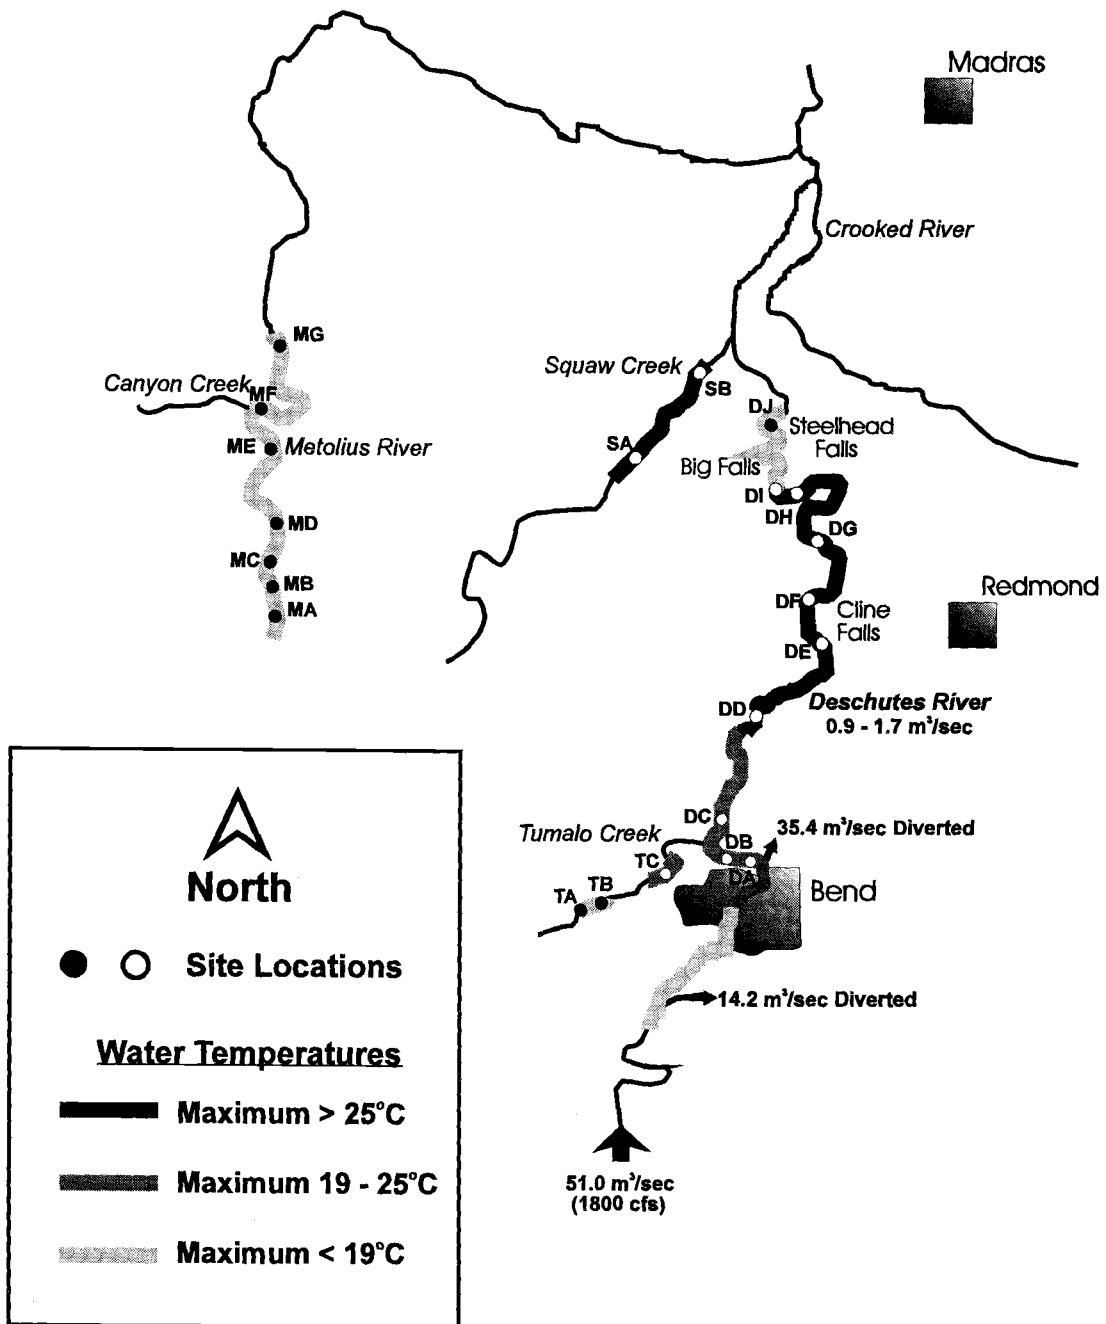 Madras
Crooked River
MG
Squaw Creek
SB
Canyon Creek
MF
DJ
Steelhead
Falls
ME
Metolius River
SA
Big Falls
DI
DH
MD
DG
MC
MB
MA
DF
Cline
Falls
Redmond
DE
DD
Deschutes River
0.9 - 1.7 m³/sec
DC
35.4 m³/sec Diverted
Tumalo Creek
DB
TC
DA
TA
TB
Bend
14.2 m³/sec Diverted
51.0 m³/sec
(1800 cfs)
North
Site Locations
Water Temperatures
Maximum > 25°C
Maximum 19 - 25°C
Maximum < 19°C